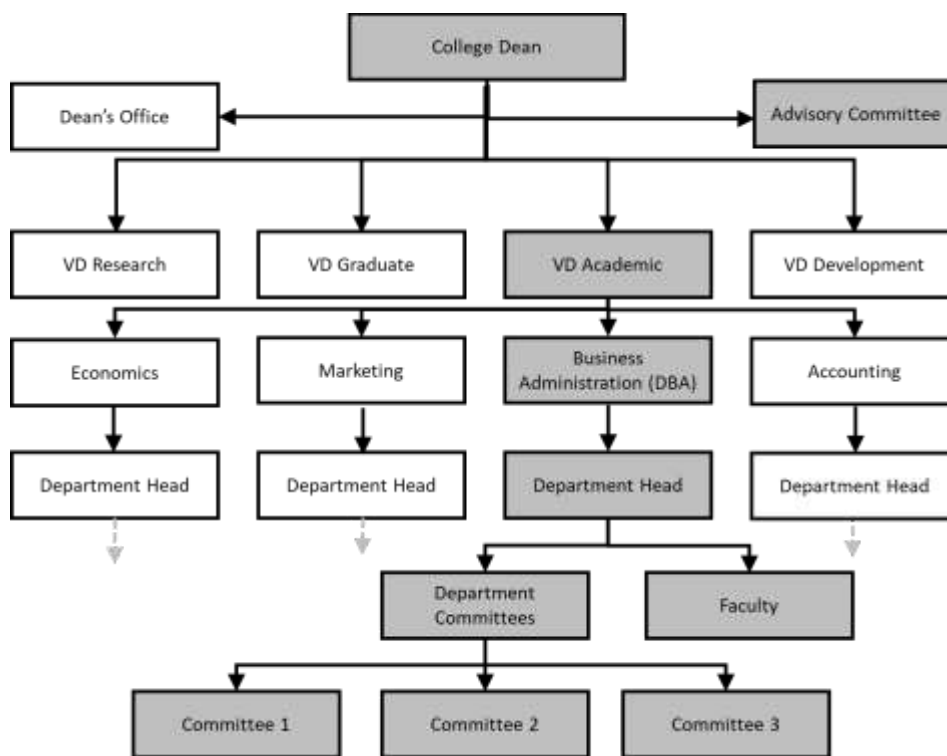 College Dean
Dean's Office
Advisory Committee
VD Research
VD Graduate
VD Academic
VD Development
Economics
Marketing
Business
Administration (DBA)
Accounting
Department Head
Department Head
Department Head
Department Head
Department
Committees
Faculty
Committee 1
Committee 2
Committee 3